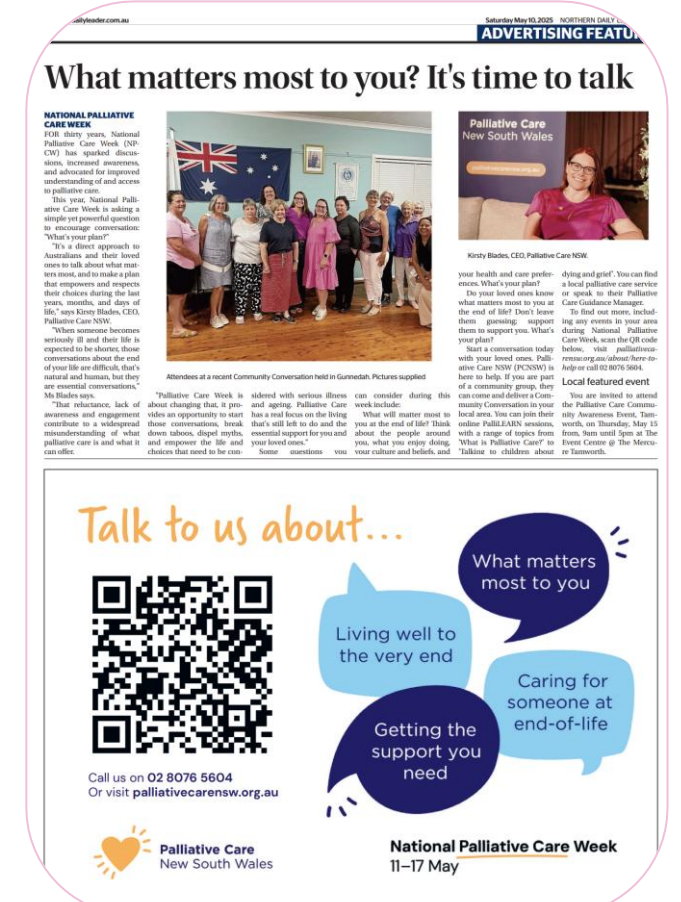 dailyleader.com.au
Saturday May 10, 2025 NORTHERN DAILY
ADVERTISING FEATU
What matters most to you? It's time to talk
NATIONAL PALLIATIVE
CARE WEEK
FOR thirty years, National
Palliative Care Week (NP-
CW) has sparked discus-
sions, increased awareness,
and advocated for improved
understanding of and access
to palliative care.
This year, National Palli-
ative Care Week is asking a
simple yet powerful question
to encourage conversation:
"What's your plan?"
"It's a direct approach to
Australians and their loved
ones to talk about what mat-
ters most, and to make a plan
that empowers and respects
their choices during the last
years, months, and days of
life," says Kirsty Blades, CEO,
Palliative Care NSW.
"When someone becomes
seriously ill and their life is
expected to be shorter, those
conversations about the end
of your life are difficult, that's
natural and human, but they
are essential conversations,"
Ms Blades says.
"That reluctance, lack of
awareness and engagement
contribute to a widespread
misunderstanding of what
palliative care is and what it
can offer.
Attendees at a recent Community Conversation held in Gunnedah. Pictures supplied
"Palliative Care Week is
about changing that, it pro-
vides an opportunity to start
those conversations, break
down taboos, dispel myths,
and empower the life and
choices that need to be con-
sidered with serious illness
and ageing. Palliative Care
has a real focus on the living
that's still left to do and the
essential support for you and
your loved ones."
Some questions you
can consider during this
week include:
What will matter most to
you at the end of life? Think
about the people around
you, what you enjoy doing,
your culture and beliefs, and
Palliative Care
New South Wales
palliativecarensw.org.au
Kirsty Blades, CEO, Palliative Care NSW.
your health and care prefer-
ences. What's your plan?
Do your loved ones know
what matters most to you at
the end of life? Don't leave
them guessing; support
them to support you. What's
your plan?
Start a conversation today
with your loved ones. Palli-
ative Care NSW (PCNSW) is
here to help. If you are part
of a community group, they
can come and deliver a Com-
munity Conversation in your
local area. You can join their
online PalliLEARN sessions,
with a range of topics from
'What is Palliative Care?' to
'Talking to children about
dying and grief'. You can find
a local palliative care service
or speak to their Palliative
Care Guidance Manager.
To find out more, includ-
ing any events in your area
during National Palliative
Care Week, scan the QR code
below, visit palliativeca-
rensw.org.au/about/here-to-
help or call 02 8076 5604.
Local featured event
You are invited to attend
the Palliative Care Commu-
nity Awareness Event, Tam-
worth, on Thursday, May 15
from, 9am until 5pm at The
Event Centre @ The Mercu-
re Tamworth.
Talk to us about...
What matters
most to you
Living well to
the very end
Caring for
someone at
end-of-life
Getting the
support you
need
Call us on 02 8076 5604
Or visit palliativecarensw.org.au
Palliative Care
New South Wales
National Palliative Care Week
11–17 May